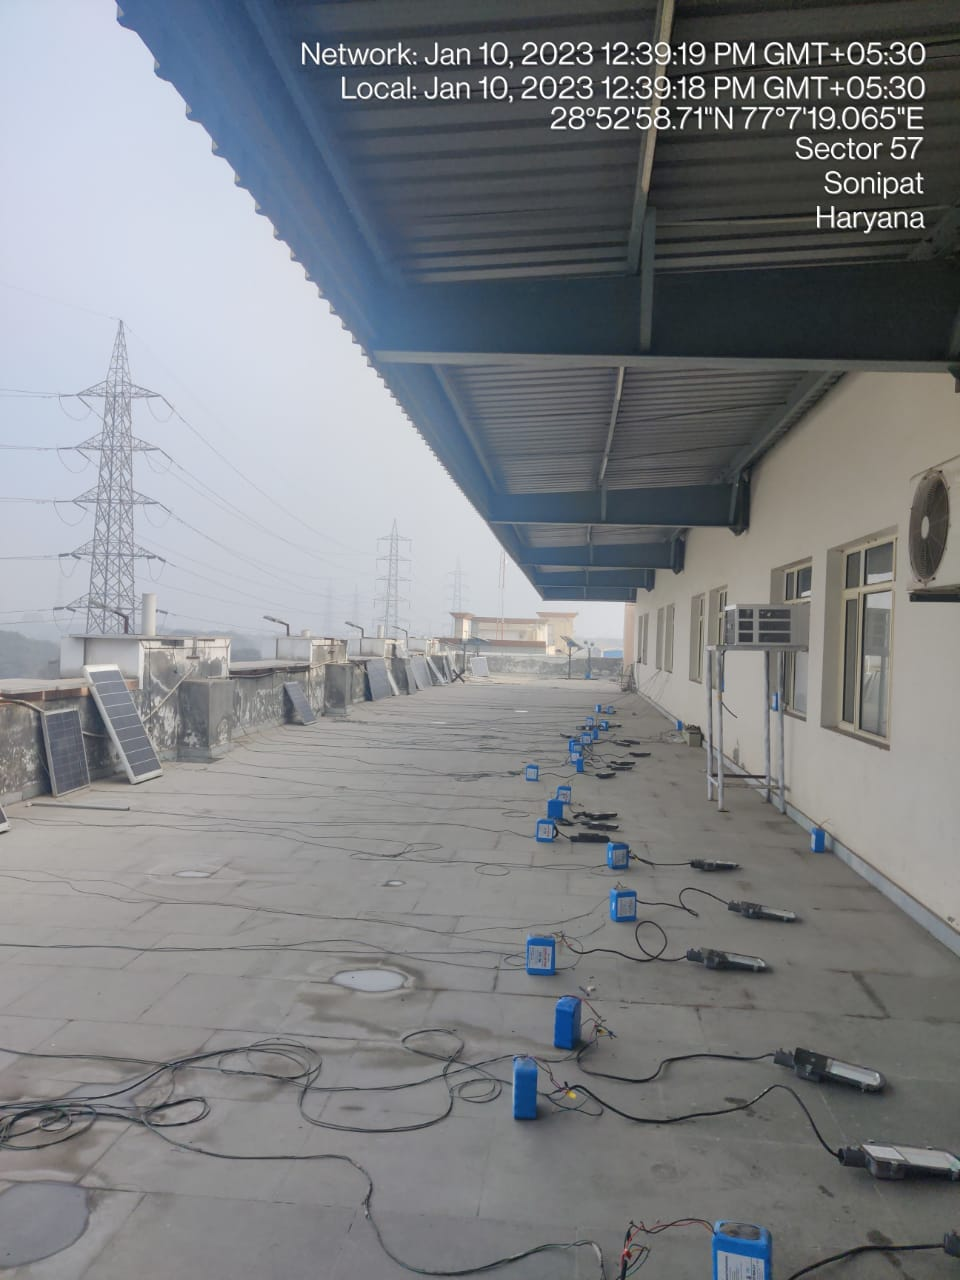 Network: Jan 10, 2023 12:39:19 PM GMT+05:30
Local: Jan 10, 2023 12:39:18 PM GMT+05:30
28°52'58.71"N 77°7'19.065"E
Sector 57
Sonipat
Haryana